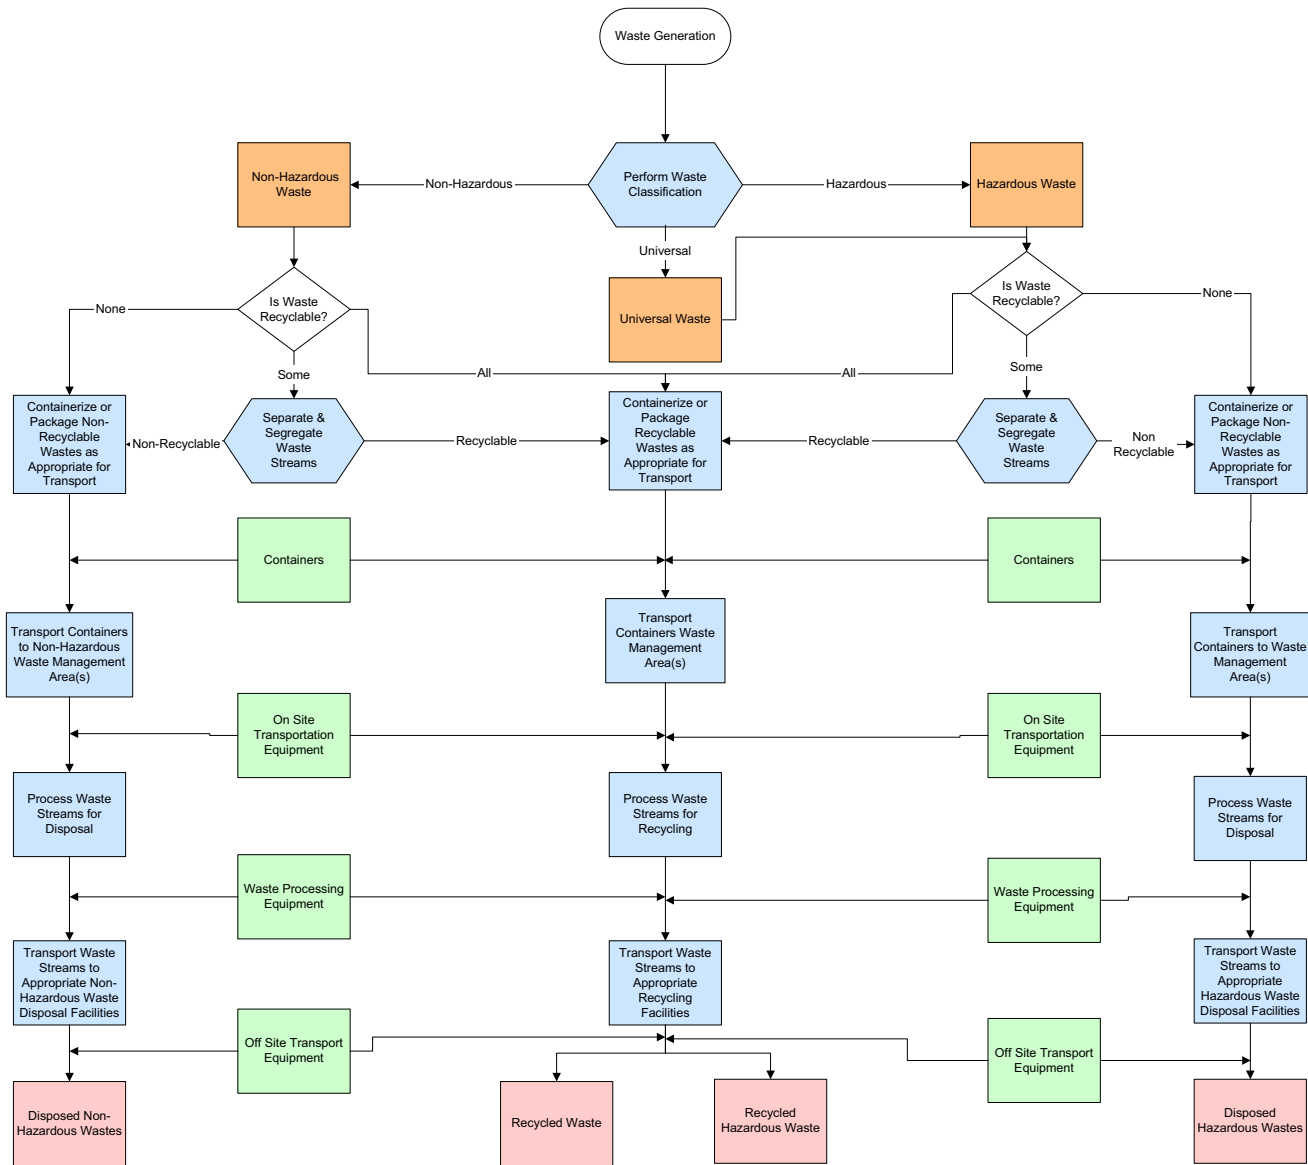 Waste Generation
Non-Hazardous
Waste
Non-Hazardous
Perform Waste
Classification
Hazardous
Hazardous Waste
Universal
Universal Waste
Is Waste
Recyclable?
Is Waste
Recyclable?
None
None
Some
All
All
Some
Containerize or
Package Non-
Recyclable
Wastes as
Appropriate for
Transport
Non-Recyclable
Separate &
Segregate
Waste
Streams
Recyclable
Containerize or
Package
Recyclable
Wastes as
Appropriate for
Transport
Recyclable
Separate &
Segregate
Waste
Streams
Non
Recyclable
Containerize or
Package Non-
Recyclable
Wastes as
Appropriate for
Transport
Containers
Containers
Transport Containers
to Non-Hazardous
Waste Management
Area(s)
Transport
Containers Waste
Management
Area(s)
Transport
Containers to Waste
Management
Area(s)
On Site
Transportation
Equipment
On Site
Transportation
Equipment
Process Waste
Streams for
Disposal
Process Waste
Streams for
Recycling
Process Waste
Streams for
Disposal
Waste Processing
Equipment
Waste Processing
Equipment
Transport Waste
Streams to
Appropriate Non-
Hazardous Waste
Disposal Facilities
Transport Waste
Streams to
Appropriate
Recycling
Facilities
Transport Waste
Streams to
Appropriate
Hazardous Waste
Disposal Facilities
Off Site Transport
Equipment
Off Site Transport
Equipment
Disposed Non-
Hazardous Wastes
Recycled Waste
Recycled
Hazardous Waste
Disposed
Hazardous Wastes